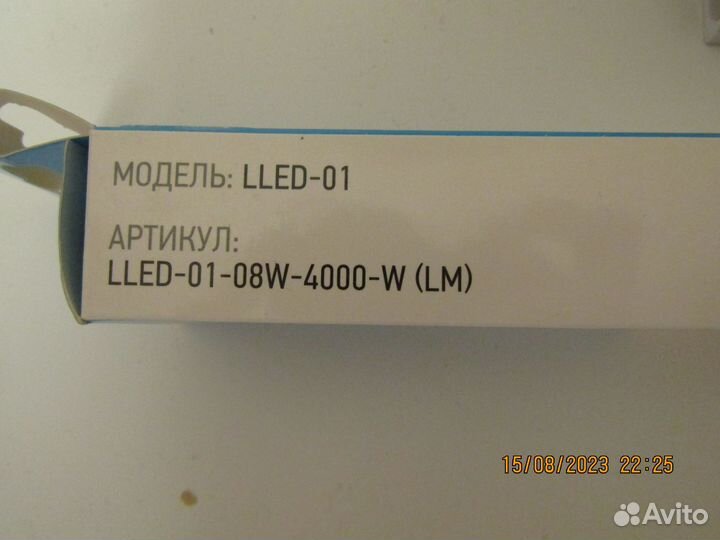 МОДЕЛЬ: LLED-01
АРТИКУЛ:
LLED-01-08W-4000-W (LM)
15/08/2023 22:25
Avito